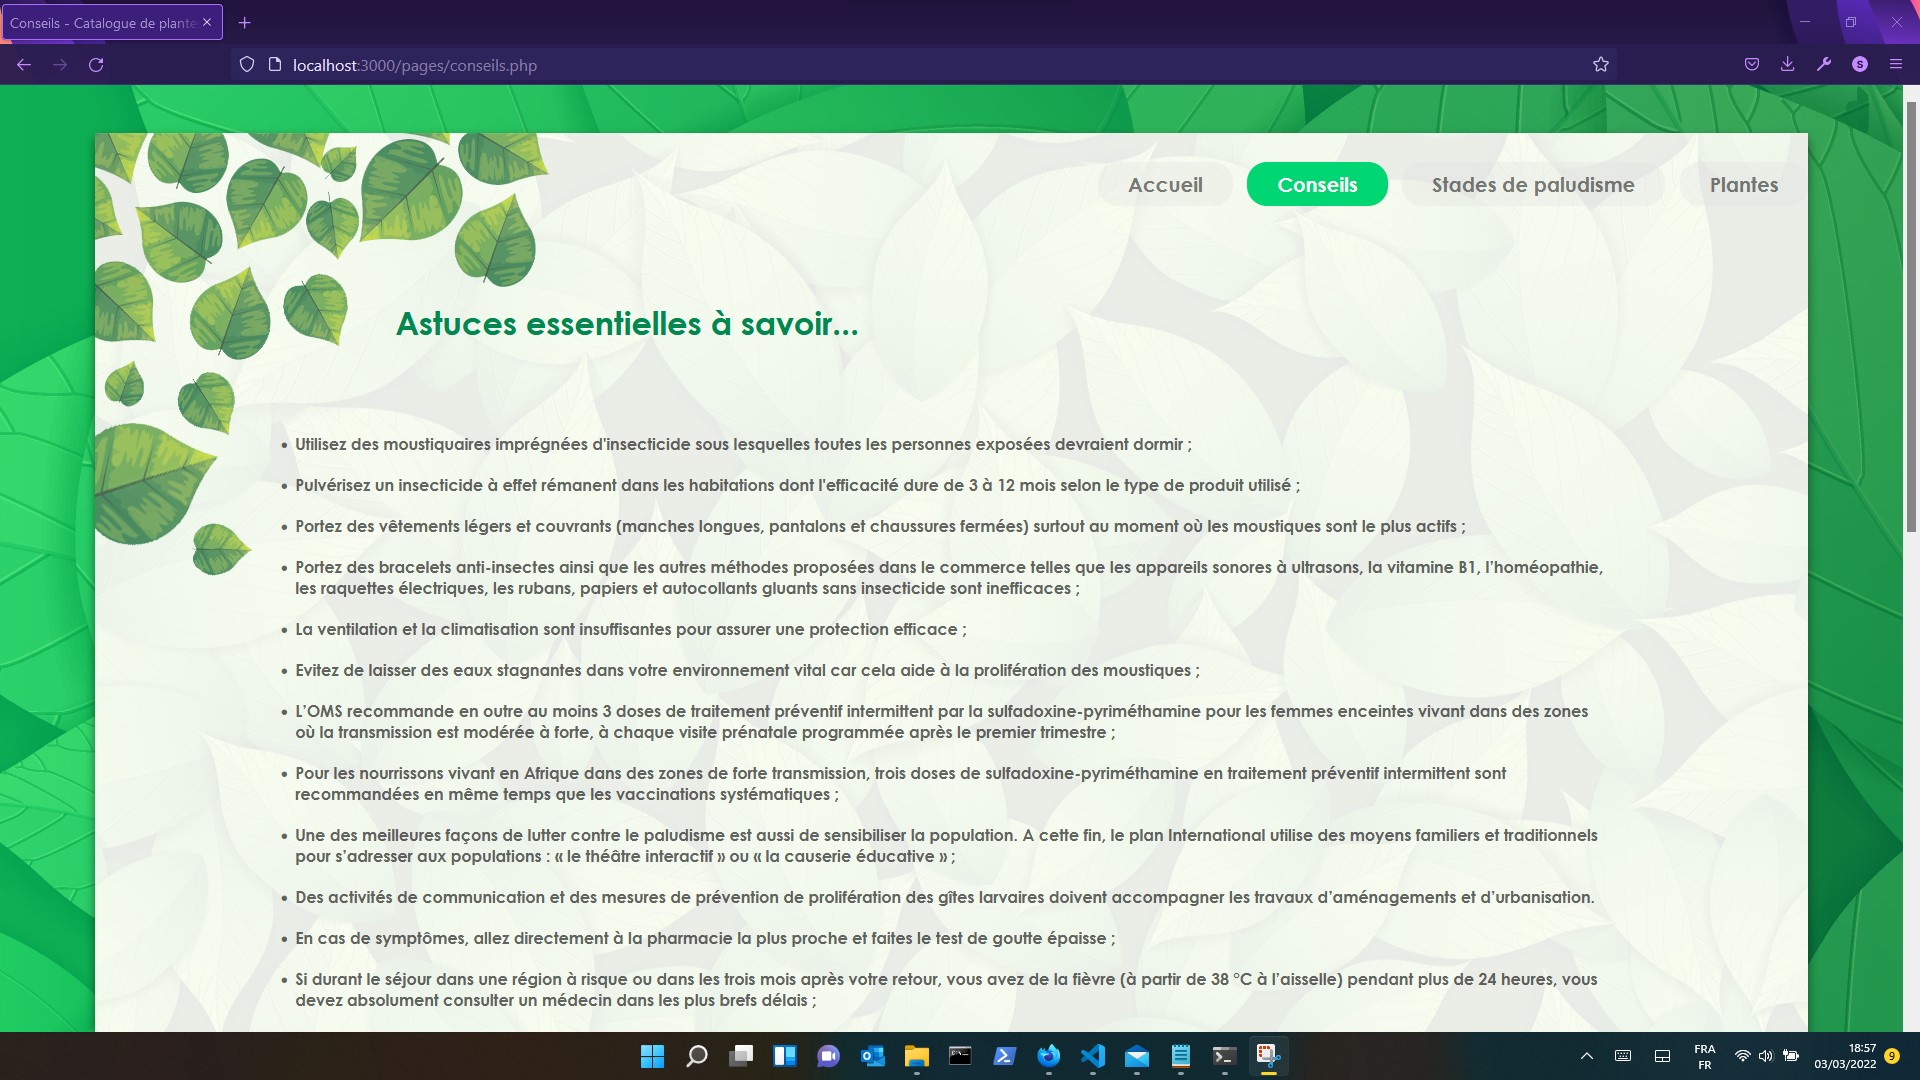 Conseils - Catalogue de plante
localhost:3000/pages/conseils.php
S
Accueil
Conseils
Stades de paludisme
Plantes
Astuces essentielles à savoir...
• Utilisez des moustiquaires imprégnées d'insecticide sous lesquelles toutes les personnes exposées devraient dormir ;
• Pulvérisez un insecticide à effet rémanent dans les habitations dont l'efficacité dure de 3 à 12 mois selon le type de produit utilisé ;
• Portez des vêtements légers et couvrants (manches longues, pantalons et chaussures fermées) surtout au moment où les moustiques sont le plus actifs ;
• Portez des bracelets anti-insectes ainsi que les autres méthodes proposées dans le commerce telles que les appareils sonores à ultrasons, la vitamine B1, l’homéopathie,
les raquettes électriques, les rubans, papiers et autocollants gluants sans insecticide sont inefficaces ;
• La ventilation et la climatisation sont insuffisantes pour assurer une protection efficace ;
• Evitez de laisser des eaux stagnantes dans votre environnement vital car cela aide à la prolifération des moustiques ;
• L’OMS recommande en outre au moins 3 doses de traitement préventif intermittent par la sulfadoxine-pyriméthamine pour les femmes enceintes vivant dans des zones
où la transmission est modérée à forte, à chaque visite prénatale programmée après le premier trimestre ;
• Pour les nourrissons vivant en Afrique dans des zones de forte transmission, trois doses de sulfadoxine-pyriméthamine en traitement préventif intermittent sont
recommandées en même temps que les vaccinations systématiques ;
• Une des meilleures façons de lutter contre le paludisme est aussi de sensibiliser la population. A cette fin, le plan International utilise des moyens familiers et traditionnels
pour s’adresser aux populations : « le théâtre interactif » ou « la causerie éducative » ;
• Des activités de communication et des mesures de prévention de prolifération des gîtes larvaires doivent accompagner les travaux d’aménagements et d’urbanisation.
• En cas de symptômes, allez directement à la pharmacie la plus proche et faites le test de goutte épaisse ;
• Si durant le séjour dans une région à risque ou dans les trois mois après votre retour, vous avez de la fièvre (à partir de 38 °C à l’aisselle) pendant plus de 24 heures, vous
devez absolument consulter un médecin dans les plus brefs délais ;
FRA
FR
18:57
03/03/2022
9